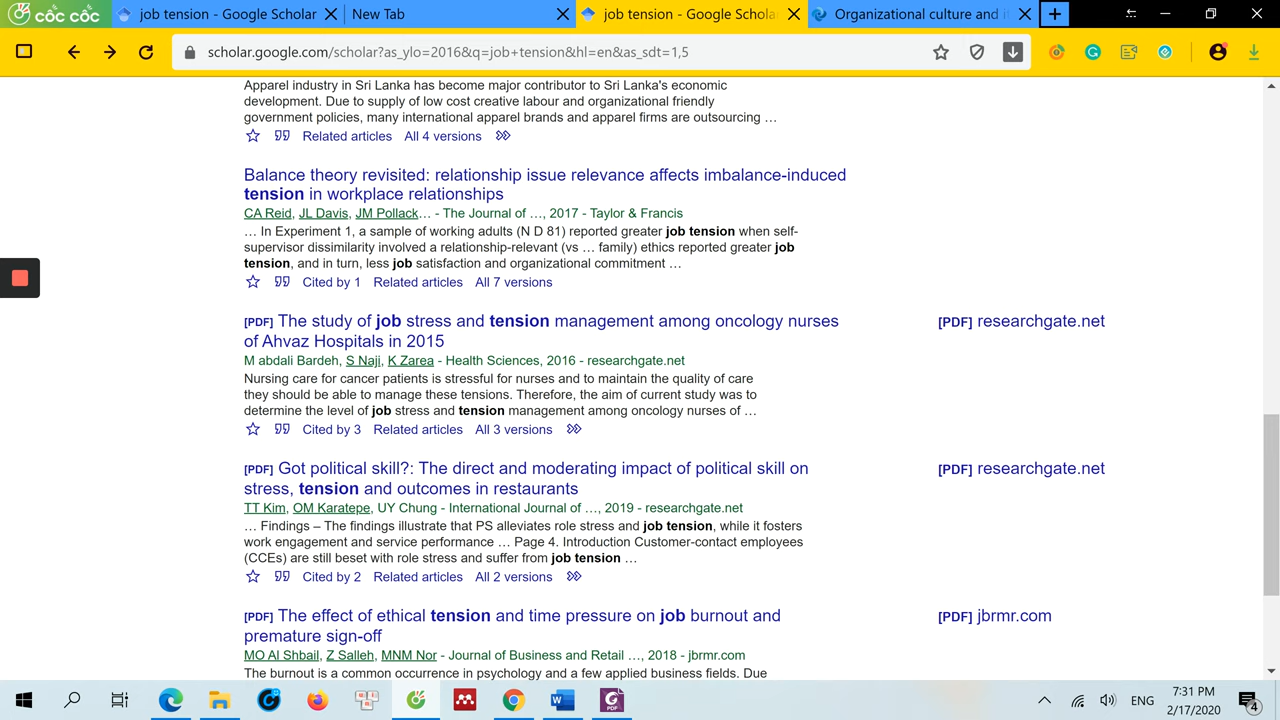 cốc cốc
job tension - Google Scholar
New Tab
job tension - Google Schola
Organizational culture and i
scholar.google.com/scholar?as_ylo=2016&q=job+tension&hl=en&as_sdt=1,5
Apparel industry in Sri Lanka has become major contributor to Sri Lanka's economic
development. Due to supply of low cost creative labour and organizational friendly
government policies, many international apparel brands and apparel firms are outsourcing …
Related articles All 4 versions
Balance theory revisited: relationship issue relevance affects imbalance-induced
tension in workplace relationships
CA Reid, JL Davis, JM Pollack… - The Journal of …, 2017 - Taylor & Francis
… In Experiment 1, a sample of working adults (N D 81) reported greater job tension when self-
supervisor dissimilarity involved a relationship-relevant (vs … family) ethics reported greater job
tension, and in turn, less job satisfaction and organizational commitment …
Cited by 1 Related articles All 7 versions
[PDF] The study of job stress and tension management among oncology nurses
of Ahvaz Hospitals in 2015
[PDF] researchgate.net
M abdali Bardeh, S Naji, K Zarea - Health Sciences, 2016 - researchgate.net
Nursing care for cancer patients is stressful for nurses and to maintain the quality of care
they should be able to manage these tensions. Therefore, the aim of current study was to
determine the level of job stress and tension management among oncology nurses of …
Cited by 3 Related articles All 3 versions
[PDF] Got political skill?: The direct and moderating impact of political skill on
stress, tension and outcomes in restaurants
[PDF] researchgate.net
TT Kim, OM Karatepe, UY Chung - International Journal of …, 2019 - researchgate.net
… Findings – The findings illustrate that PS alleviates role stress and job tension, while it fosters
work engagement and service performance … Page 4. Introduction Customer-contact employees
(CCEs) are still beset with role stress and suffer from job tension …
Cited by 2 Related articles All 2 versions
[PDF] The effect of ethical tension and time pressure on job burnout and
premature sign-off
[PDF] jbrmr.com
MO Al Shbail, Z Salleh, MNM Nor - Journal of Business and Retail …, 2018 - jbrmr.com
The burnout is a common occurrence in psychology and a few applied business fields. Due
ENG
7:31 PM
2/17/2020
4